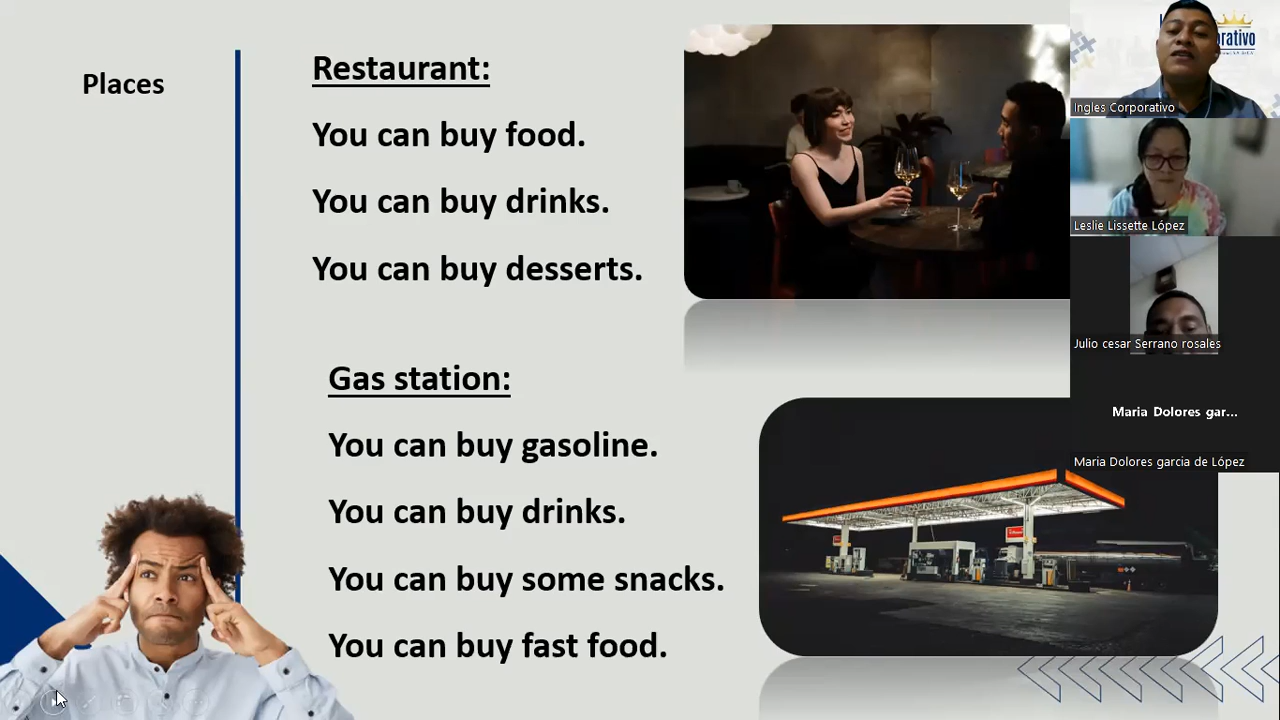 Places
Restaurant:
You can buy food.
You can buy drinks.
You can buy desserts.
Gas station:
You can buy gasoline.
You can buy drinks.
You can buy some snacks.
You can buy fast food.
Ingles Corporativo
Leslie Lissette López
Julio cesar Serrano rosales
Maria Dolores gar...
Maria Dolores garcia de López